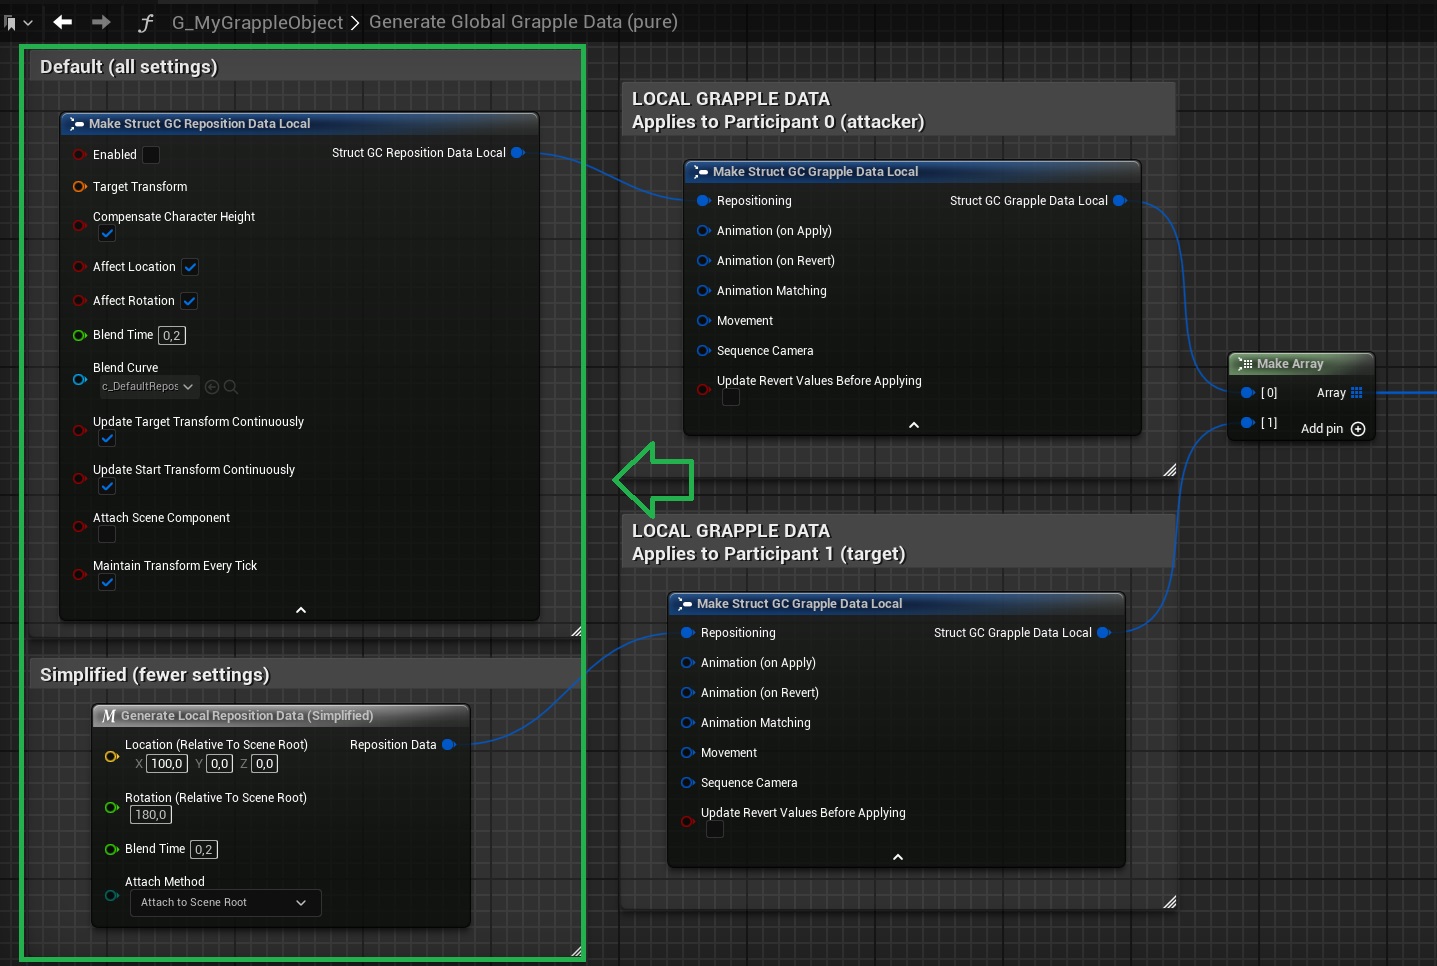 G_MyGrappleObject > Generate Global Grapple Data (pure)
Default (all settings)
Make Struct GC Reposition Data Local
Enabled
Struct GC Reposition Data Local
Target Transform
Compensate Character Height
Affect Location
Affect Rotation
Blend Time 0,2
Blend Curve
c_DefaultRepos
Update Target Transform Continuously
Update Start Transform Continuously
Attach Scene Component
Maintain Transform Every Tick
Simplified (fewer settings)
Generate Local Reposition Data (Simplified)
Location (Relative To Scene Root)
Reposition Data
X 100,0 Y 0,0 Z 0,0
Rotation (Relative To Scene Root)
180,0
Blend Time 0,2
Attach Method
Attach to Scene Root
LOCAL GRAPPLE DATA
Applies to Participant 0 (attacker)
Make Struct GC Grapple Data Local
Repositioning
Struct GC Grapple Data Local
Animation (on Apply)
Animation (on Revert)
Animation Matching
Movement
Sequence Camera
Update Revert Values Before Applying
LOCAL GRAPPLE DATA
Applies to Participant 1 (target)
Make Struct GC Grapple Data Local
Repositioning
Struct GC Grapple Data Local
Animation (on Apply)
Animation (on Revert)
Animation Matching
Movement
Sequence Camera
Update Revert Values Before Applying
Make Array
[0]
Array
[1]
Add pin